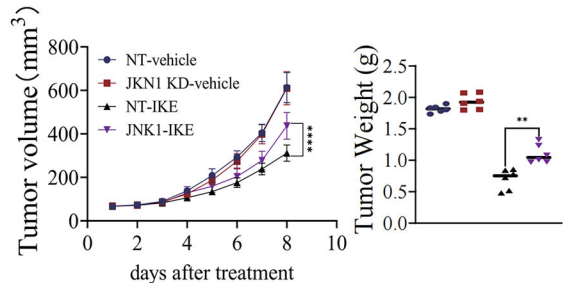 Tumor volume (mm³)
800
600
400
200
0
0
2
4
6
8
10
days after treatment
NT-vehicle
JKN1 KD-vehicle
NT-IKE
JNK1-IKE
****
Tumor Weight (g)
2.5
2.0
1.5
1.0
0.5
0.0
**